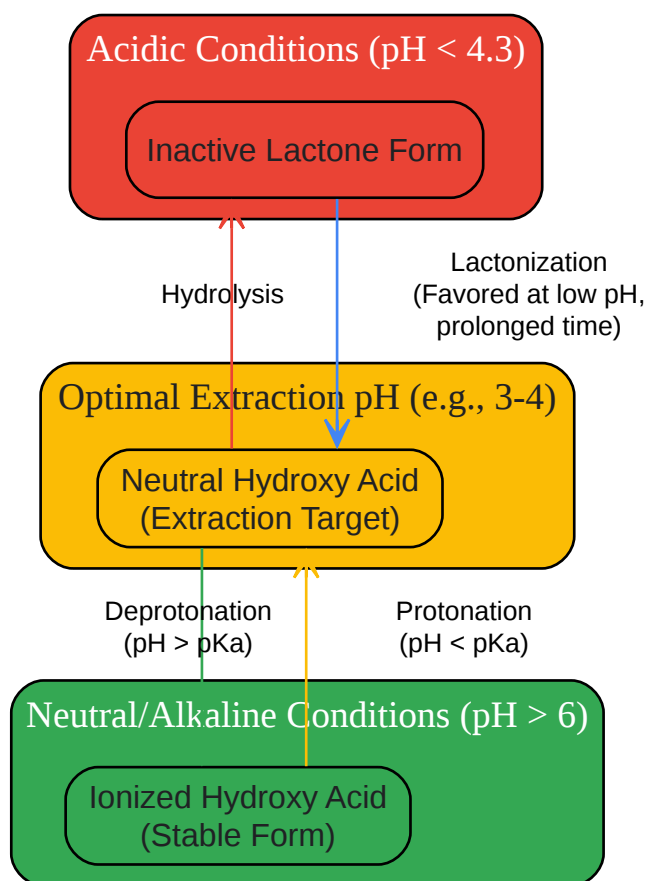 Acidic Conditions (pH < 4.3)
Inactive Lactone Form
Hydrolysis
Lactonization
(Favored at low pH,
prolonged time)
Optimal Extraction pH (e.g., 3-4)
Neutral Hydroxy Acid
(Extraction Target)
Deprotonation
(pH > pKa)
Protonation
(pH < pKa)
Neutral/Alkaline Conditions (pH > 6)
Ionized Hydroxy Acid
(Stable Form)